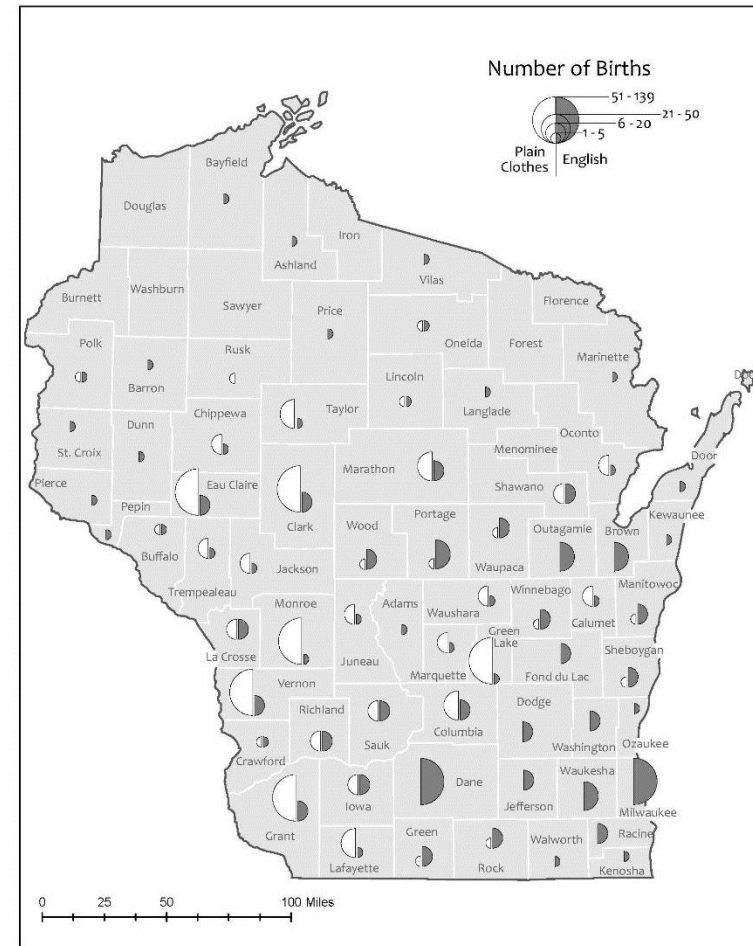 Number of Births
51 - 139
21 - 50
6 - 20
1 - 5
Plain
Clothes
English
Bayfield
Douglas
Iron
Ashland
Vilas
Washburn
Burnett
Sawyer
Price
Florence
Oneida
Forest
Polk
Rusk
Marinette
Barron
Lincoln
Langlade
Taylor
Chippewa
Dunn
Oconto
Menominee
St. Croix
Door
Door
Marathon
Shawano
Pierce
Eau Claire
Pepin
Clark
Wood
Portage
Kewaunee
Outagamie
Brown
Buffalo
Waupaca
Jackson
Trempealeau
Manitowoc
Winnebago
Monroe
Adams
Waushara
Calumet
Green
Lake
La Crosse
Juneau
Marquette
Sheboygan
Fond du Lac
Vernon
Dodge
Richland
Columbia
Sauk
Washington
Ozaukee
Crawford
Dane
Waukesha
Iowa
Jefferson
Milwaukee
Grant
Green
Walworth
Racine
Lafayette
Rock
Kenosha
0 25 50 100 Miles